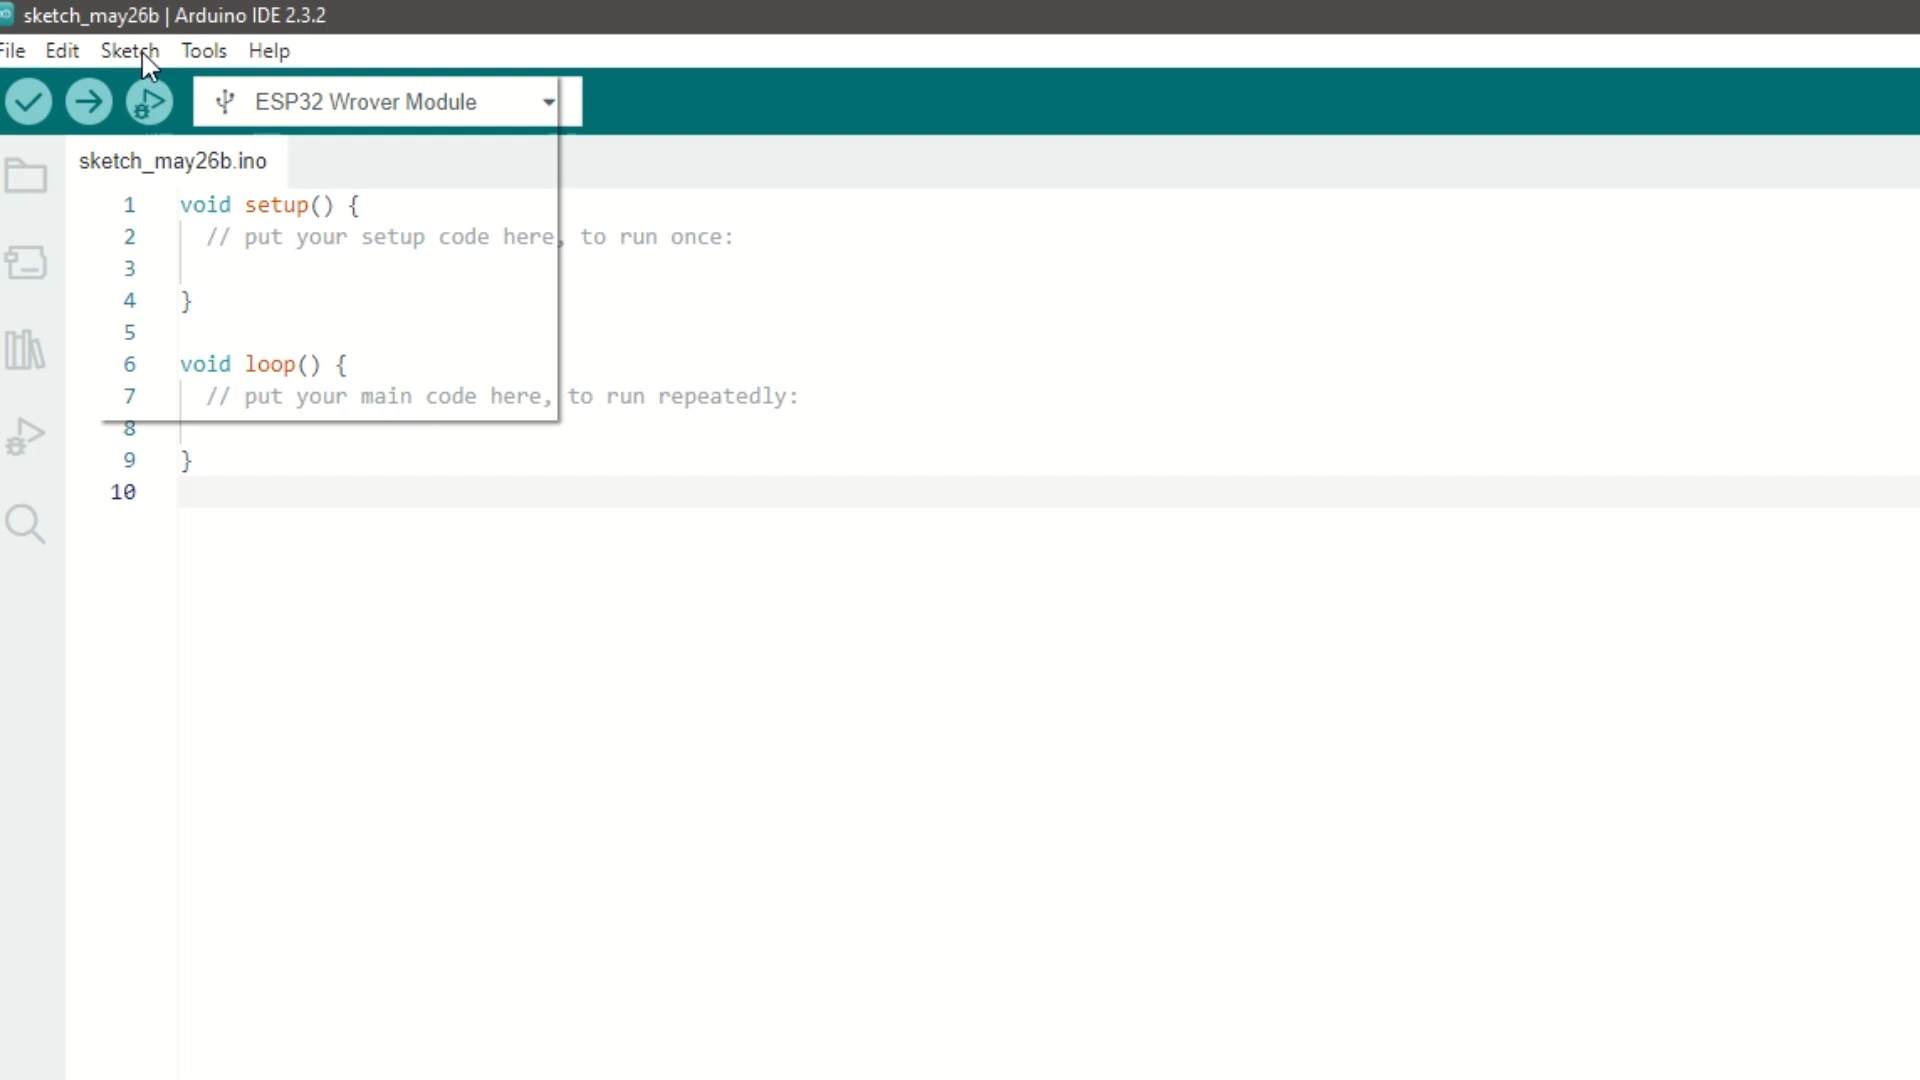 sketch_may26b | Arduino IDE 2.3.2
File Edit Sketch Tools Help
ESP32 Wrover Module
sketch_may26b.ino
1 void setup() {
2 // put your setup code here, to run once:
3
4 }
5
6 void loop() {
7 // put your main code here, to run repeatedly:
8
9 }
10